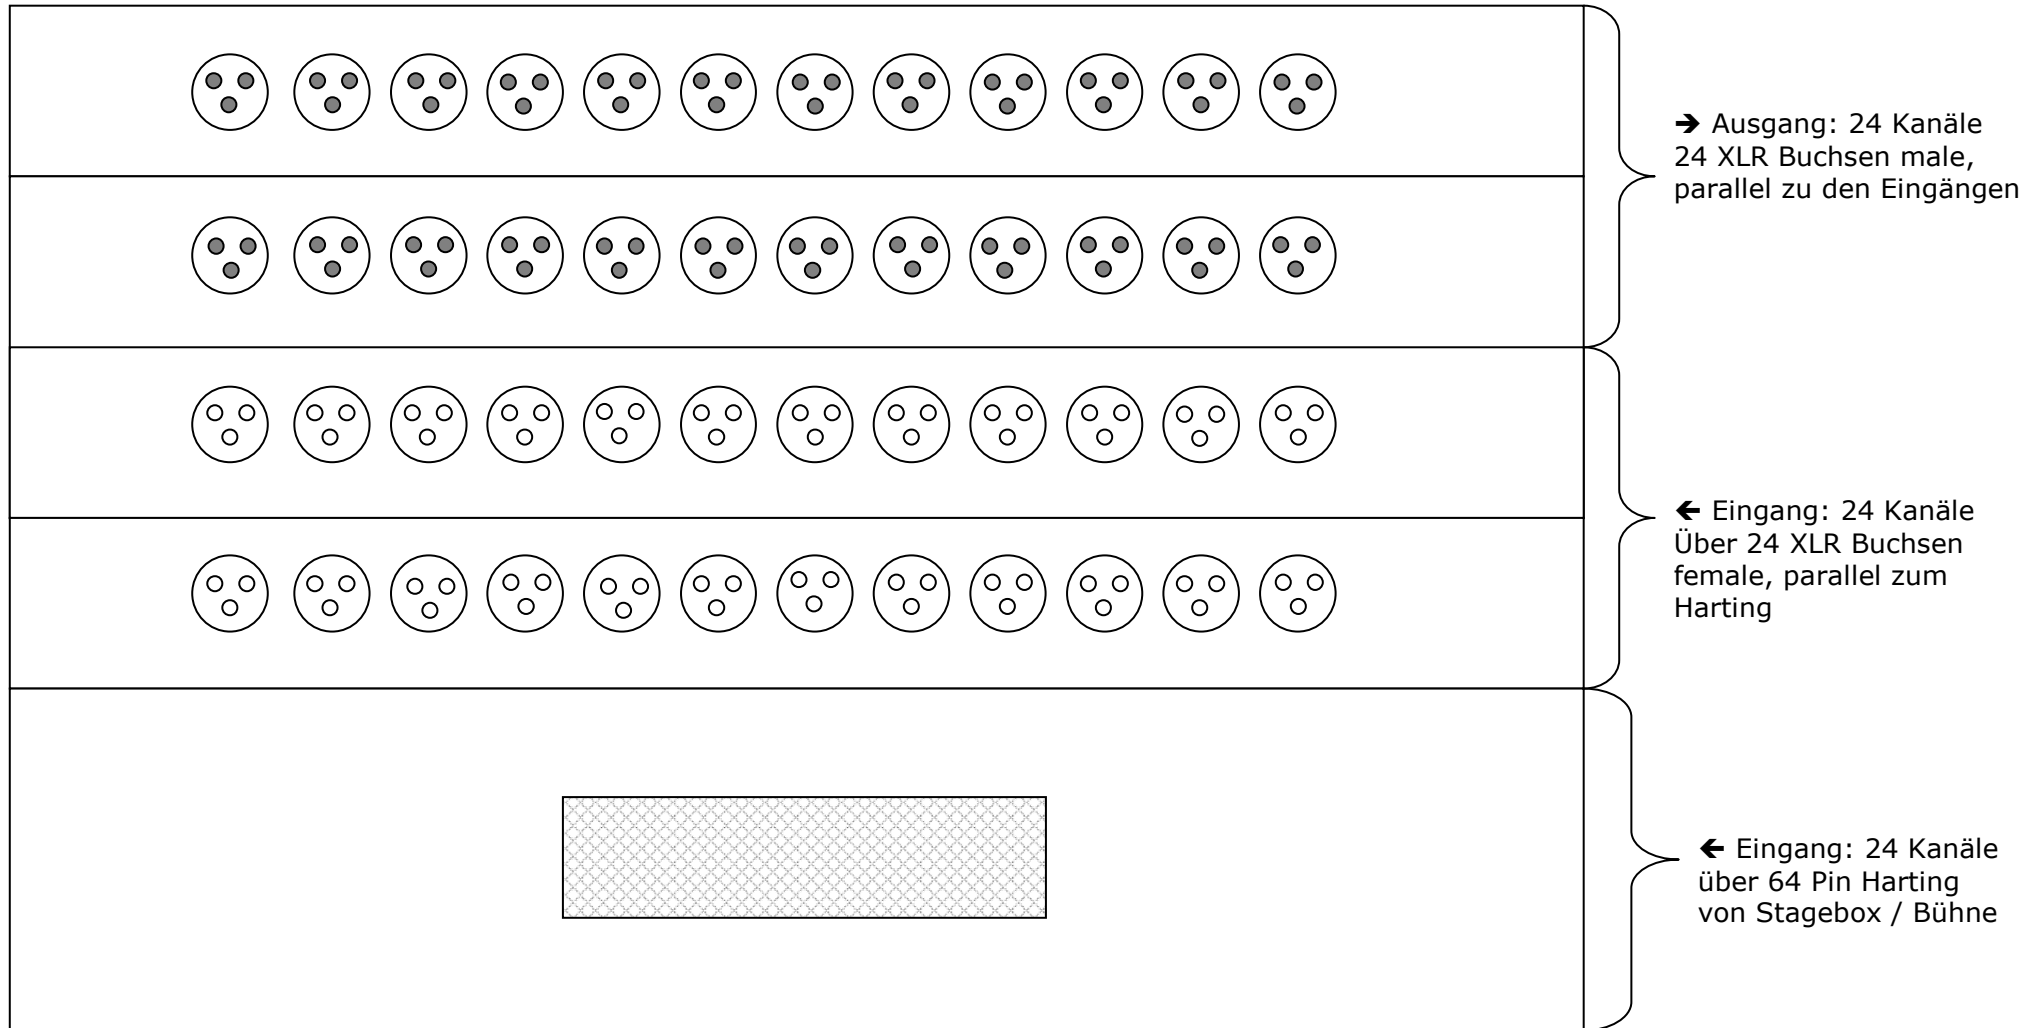 ➔ Ausgang: 24 Kanäle
24 XLR Buchsen male,
parallel zu den Eingängen
🡸 Eingang: 24 Kanäle
Über 24 XLR Buchsen
female, parallel zum
Harting
🡸 Eingang: 24 Kanäle
über 64 Pin Harting
von Stagebox / Bühne